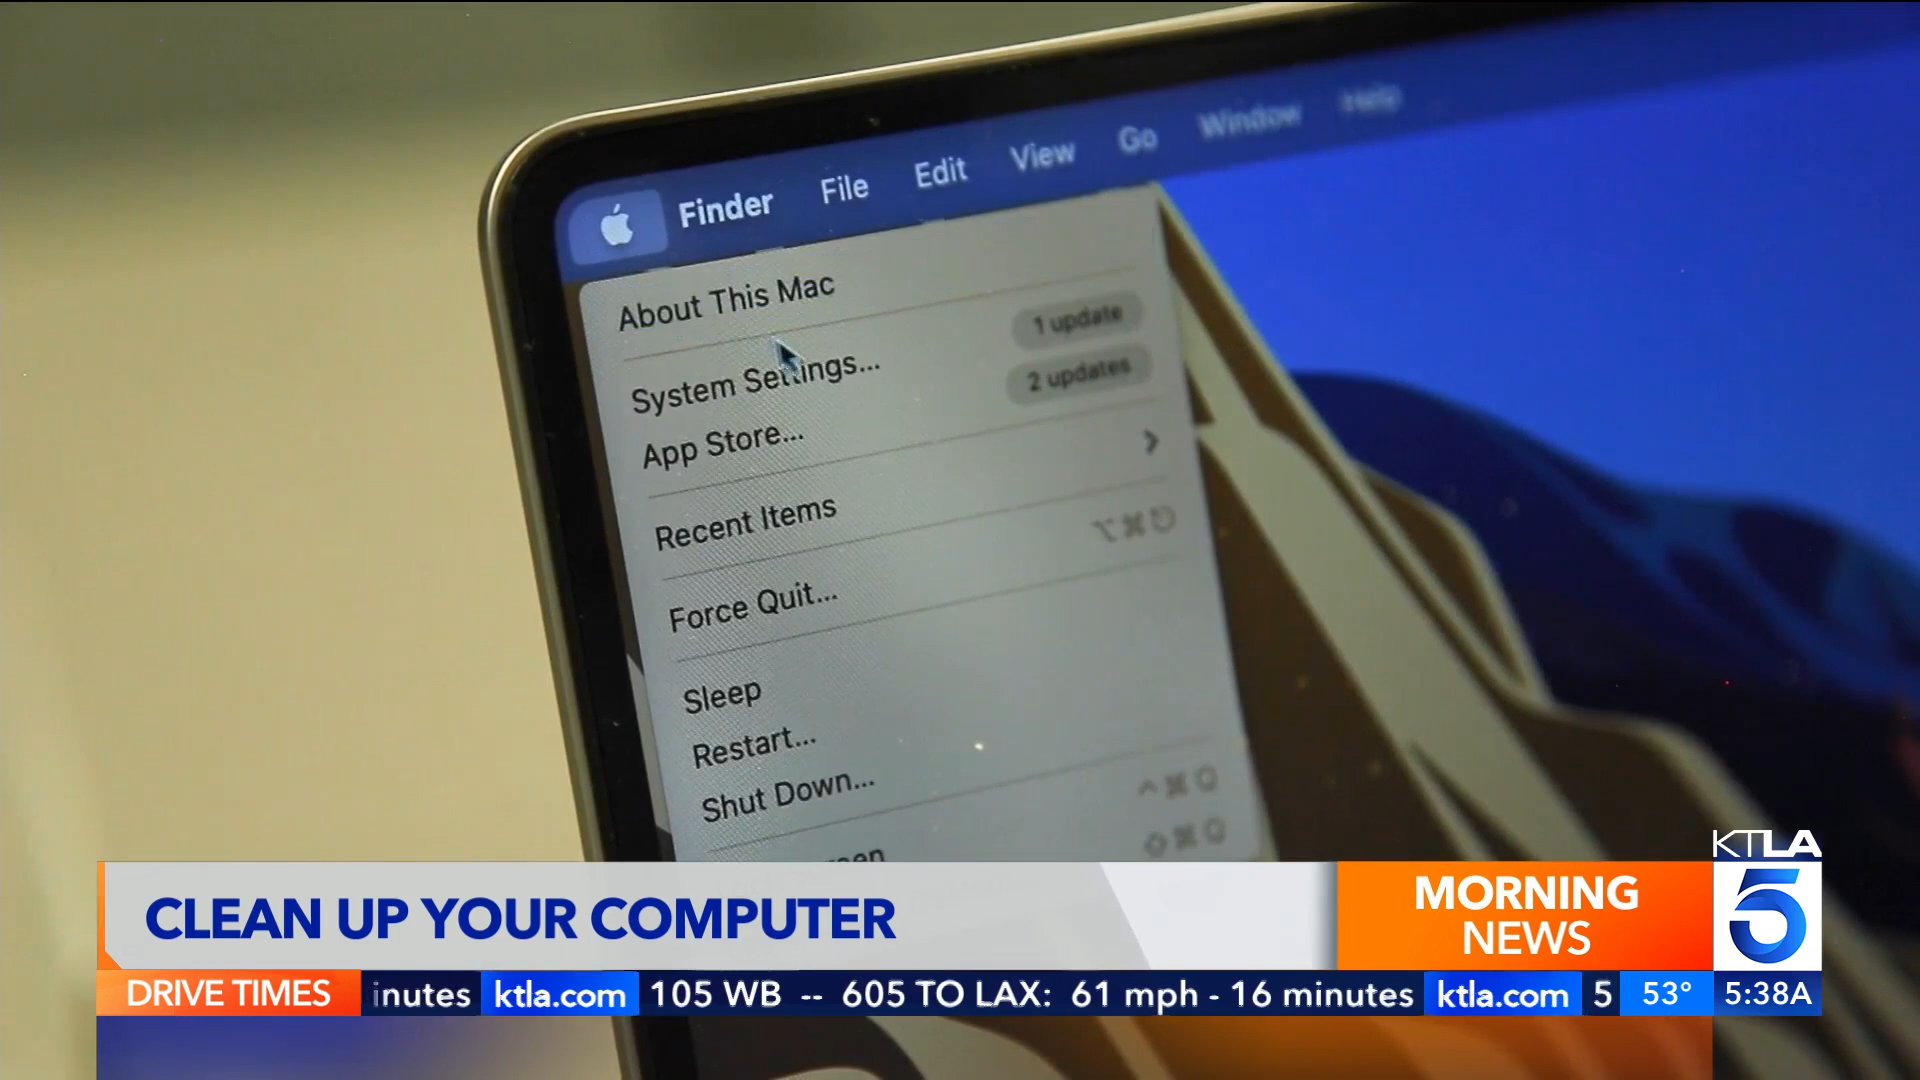 Finder File Edit View Go Window Help
About This Mac
System Settings... 1 update
App Store... 2 updates
Recent Items
Force Quit... ⌥⌘
Sleep
Restart...
Shut Down...
^⌘Q
⇧⌘Q
KTLA
5
CLEAN UP YOUR COMPUTER
MORNING
NEWS
DRIVE TIMES inutes ktla.com 105 WB -- 605 TO LAX: 61 mph - 16 minutes ktla.com 5 53° 5:38A